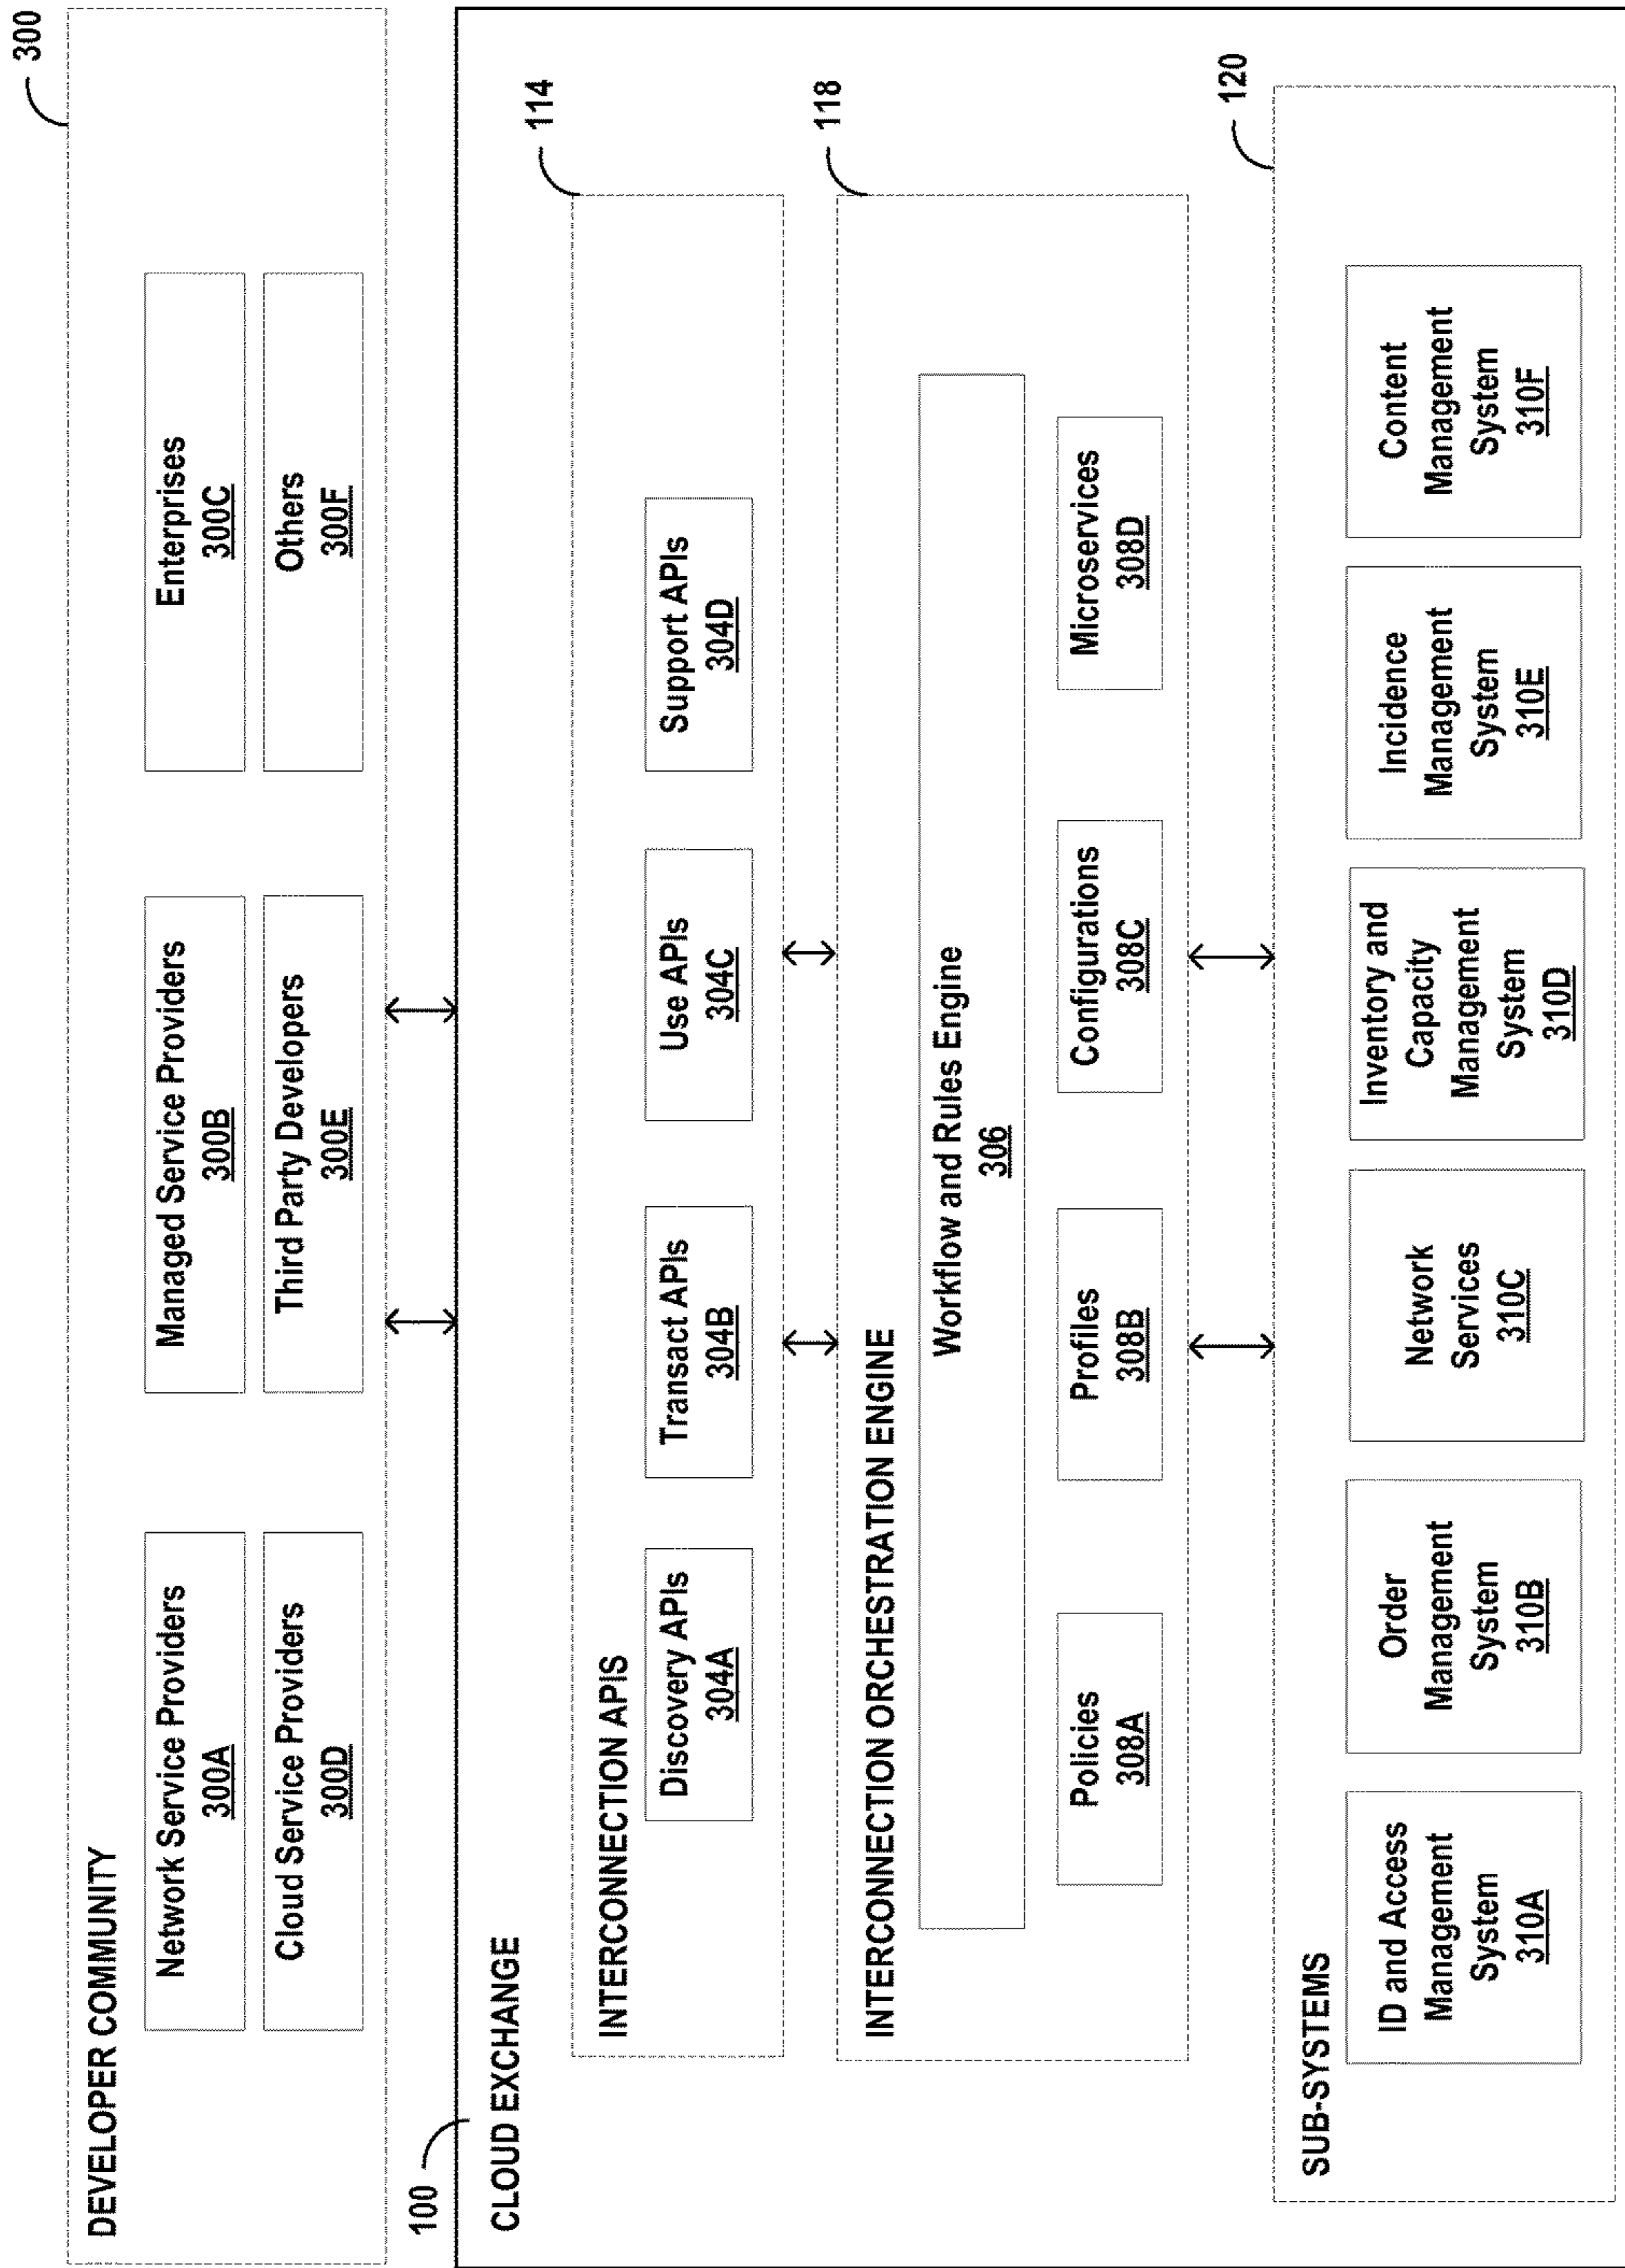 300
DEVELOPER COMMUNITY
Network Service Providers
300A
Managed Service Providers
300B
Enterprises
300C
Cloud Service Providers
300D
Third Party Developers
300E
Others
300F
100
CLOUD EXCHANGE
114
INTERCONNECTION APIS
Discovery APIs
304A
Transact APIs
304B
Use APIs
304C
Support APIs
304D
118
INTERCONNECTION ORCHESTRATION ENGINE
Workflow and Rules Engine
306
Policies
308A
Profiles
308B
Configurations
308C
Microservices
308D
120
SUB-SYSTEMS
ID and Access
Management
System
310A
Order
Management
System
310B
Network
Services
310C
Inventory and
Capacity
Management
System
310D
Incidence
Management
System
310E
Content
Management
System
310F